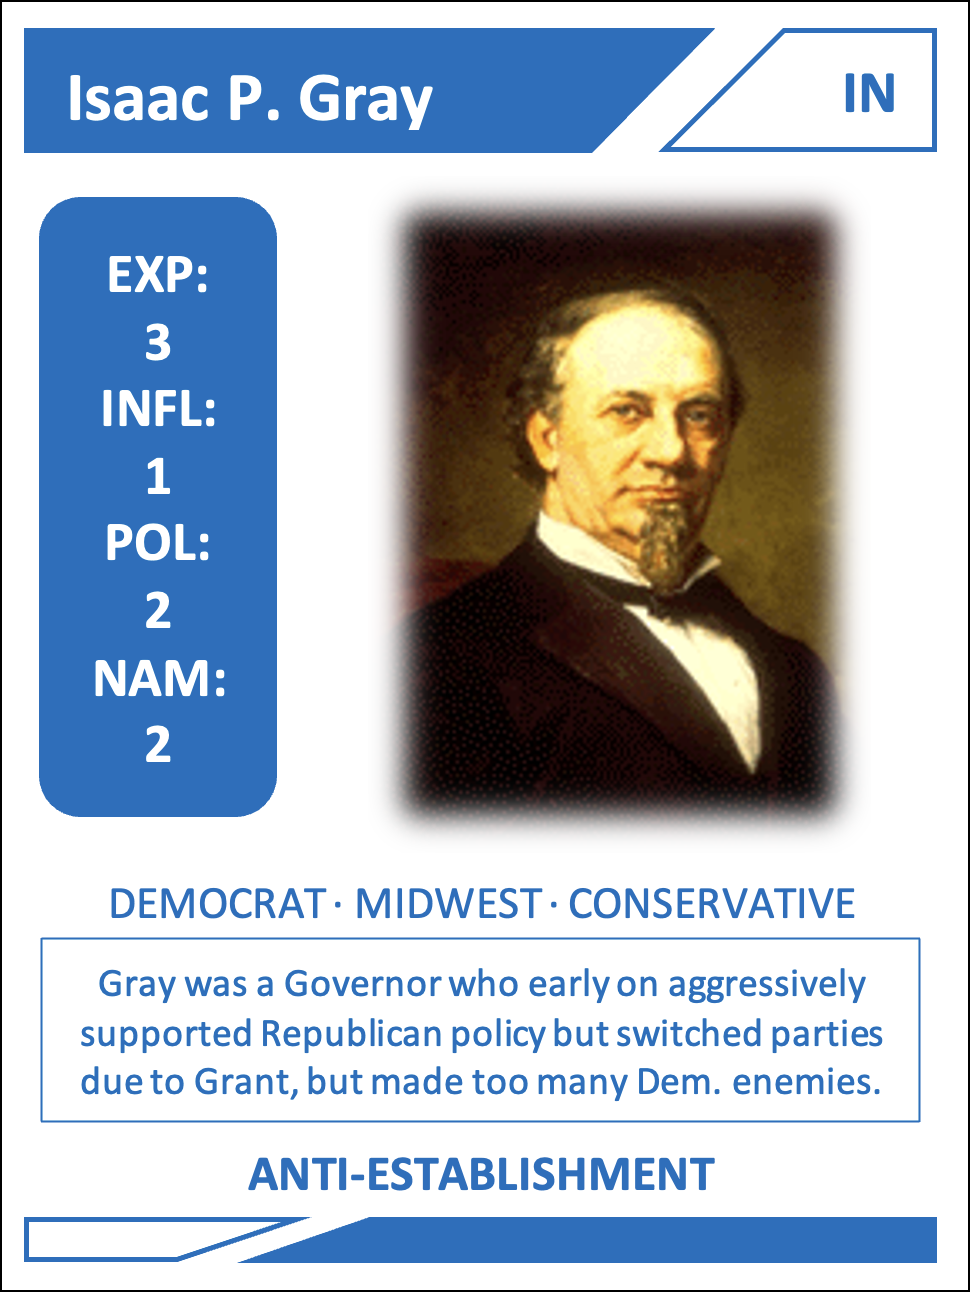 Isaac P. Gray
IN
EXP:
3
INFL:
1
POL:
2
NAM:
2
DEMOCRAT · MIDWEST · CONSERVATIVE
Gray was a Governor who early on aggressively
supported Republican policy but switched parties
due to Grant, but made too many Dem. enemies.
ANTI-ESTABLISHMENT